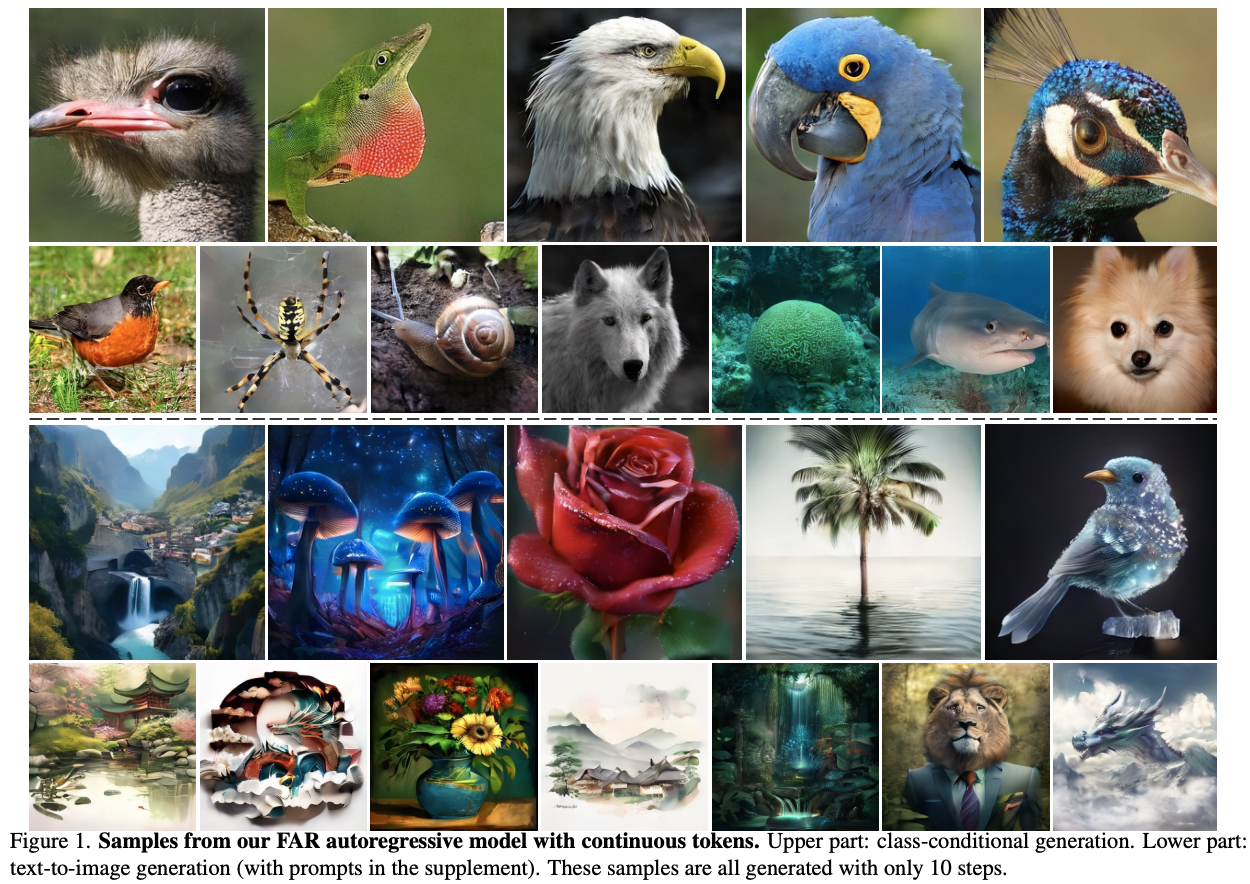 Figure 1. Samples from our FAR autoregressive model with continuous tokens. Upper part: class-conditional generation. Lower part:
text-to-image generation (with prompts in the supplement). These samples are all generated with only 10 steps.